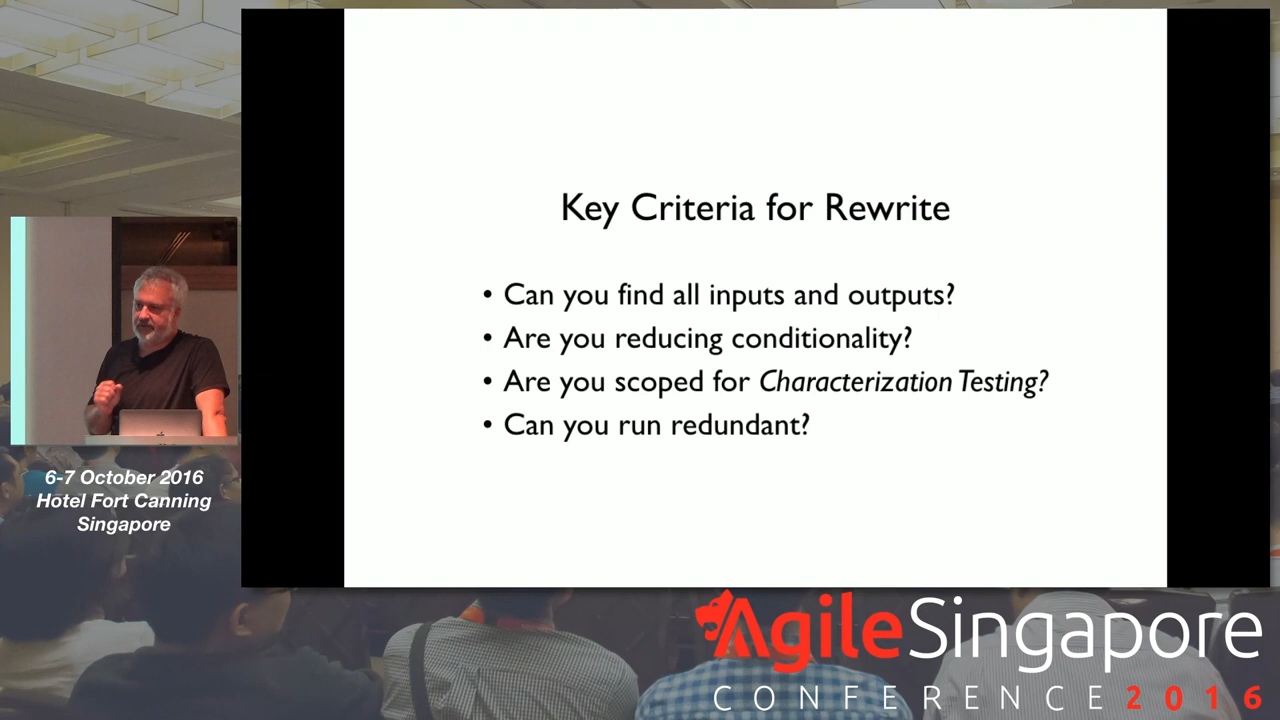 Key Criteria for Rewrite
• Can you find all inputs and outputs?
• Are you reducing conditionality?
• Are you scoped for Characterization Testing?
• Can you run redundant?
6-7 October 2016
Hotel Fort Canning
Singapore
AgileSingapore
CONFERENCE 2016